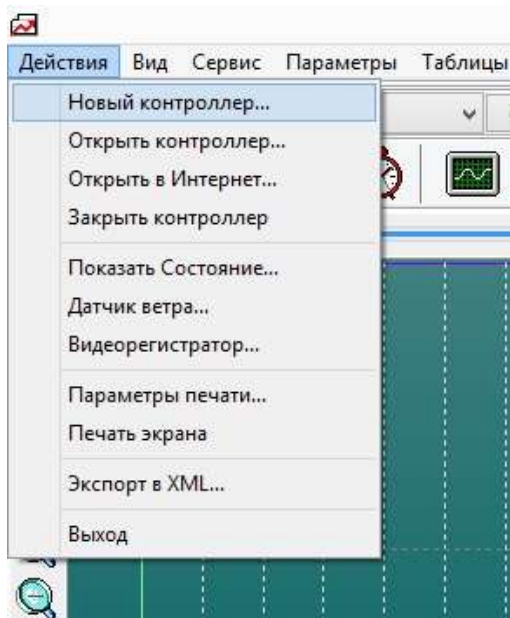 Действия Вид Сервис Параметры Таблицы
Новый контроллер...
Открыть контроллер...
Открыть в Интернет...
Закрыть контроллер
Показать Состояние...
Датчик ветра...
Видеорегистратор...
Параметры печати...
Печать экрана
Экспорт в XML...
Выход